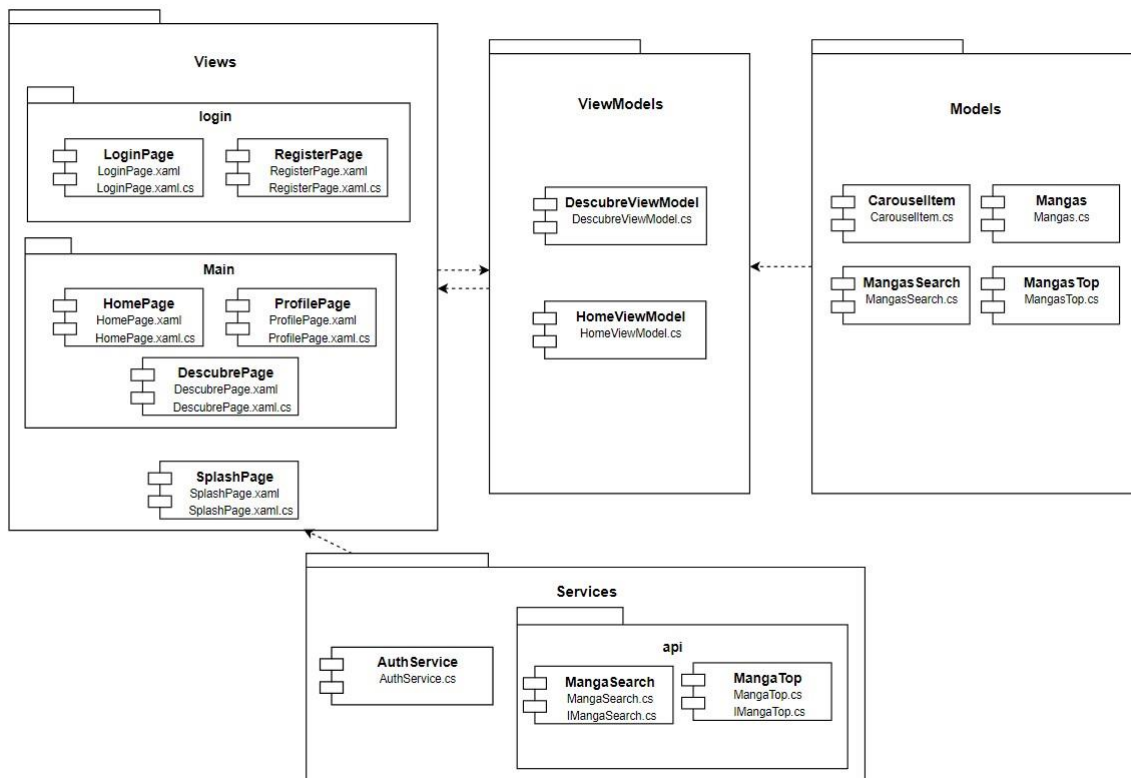 Views
login
LoginPage
LoginPage.xaml
LoginPage.xaml.cs
RegisterPage
RegisterPage.xaml
RegisterPage.xaml.cs
Main
HomePage
HomePage.xaml
HomePage.xaml.cs
ProfilePage
ProfilePage.xaml
ProfilePage.xaml.cs
DescubrePage
DescubrePage.xaml
DescubrePage.xaml.cs
SplashPage
SplashPage.xaml
SplashPage.xaml.cs
ViewModels
DescubreViewModel
DescubreViewModel.cs
HomeViewModel
HomeViewModel.cs
Models
CarouselItem
CarouselItem.cs
Mangas
Mangas.cs
MangasSearch
MangasSearch.cs
MangasTop
MangasTop.cs
Services
AuthService
AuthService.cs
api
MangaSearch
MangaSearch.cs
IMangaSearch.cs
MangaTop
MangaTop.cs
IMangaTop.cs